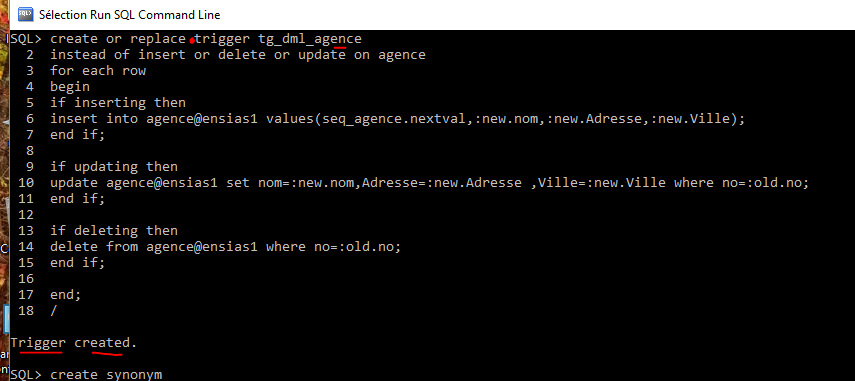 Sélection Run SQL Command Line
SQL> create or replace trigger tg_dml_agence
2 instead of insert or delete or update on agence
3 for each row
4 begin
5 if inserting then
6 insert into agence@ensias1 values(seq_agence.nextval,:new.nom,:new.Adresse,:new.Ville);
7 end if;
8
9 if updating then
10 update agence@ensias1 set nom=:new.nom,Adresse=:new.Adresse ,Ville=:new.Ville where no=:old.no;
11 end if;
12
13 if deleting then
14 delete from agence@ensias1 where no=:old.no;
15 end if;
16
17 end;
18 /
Trigger created.
SQL> create synonym